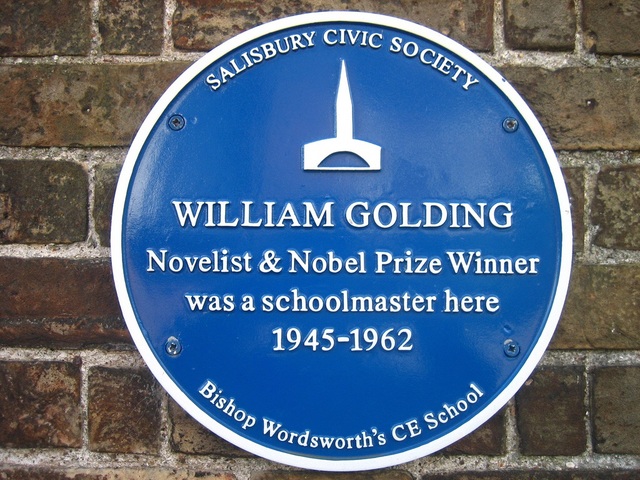 SALISBURY CIVIC SOCIETY
WILLIAM GOLDING
Novelist & Nobel Prize Winner
was a schoolmaster here
1945-1962
Bishop Wordsworth's CE School